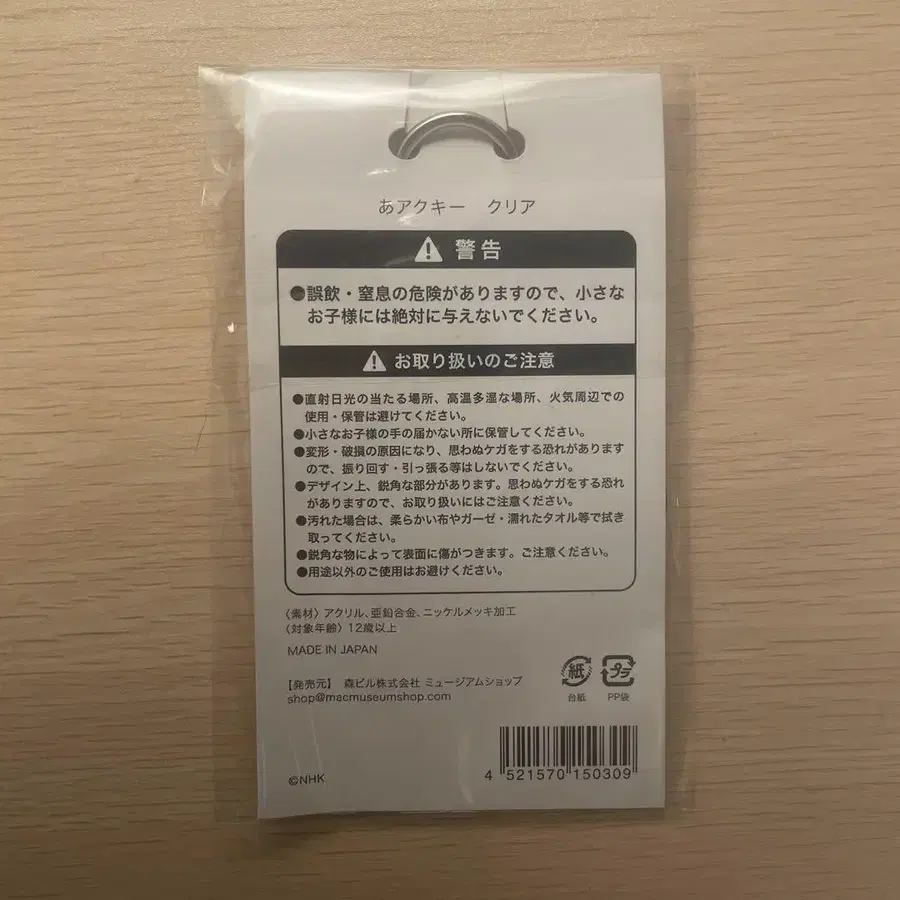 あアクキー　クリア
警告
●誤飲・窒息の危険がありますので、小さな
お子様には絶対に与えないでください。
お取り扱いのご注意
●直射日光の当たる場所、高温多湿な場所、火気周辺での
使用・保管は避けてください。
●小さなお子様の手の届かない所に保管してください。
●変形・破損の原因になり、思わぬケガをする恐れがあります
ので、振り回す・引っ張る等はしないでください。
●デザイン上、鋭角な部分があります。思わぬケガをする恐れ
がありますので、お取り扱いにはご注意ください。
●汚れた場合は、柔らかい布やガーゼ・濡れたタオル等で拭き
取ってください。
●鋭角な物によって表面に傷がつきます。ご注意ください。
●用途以外のご使用はお避けください。
〈素材〉アクリル、亜鉛合金、ニッケルメッキ加工
〈対象年齢〉12歳以上
MADE IN JAPAN
【発売元】 森ビル株式会社 ミュージアムショップ
shop@macmuseumshop.com
紙 プラ
台紙 PP袋
©NHK
4 521570 150309